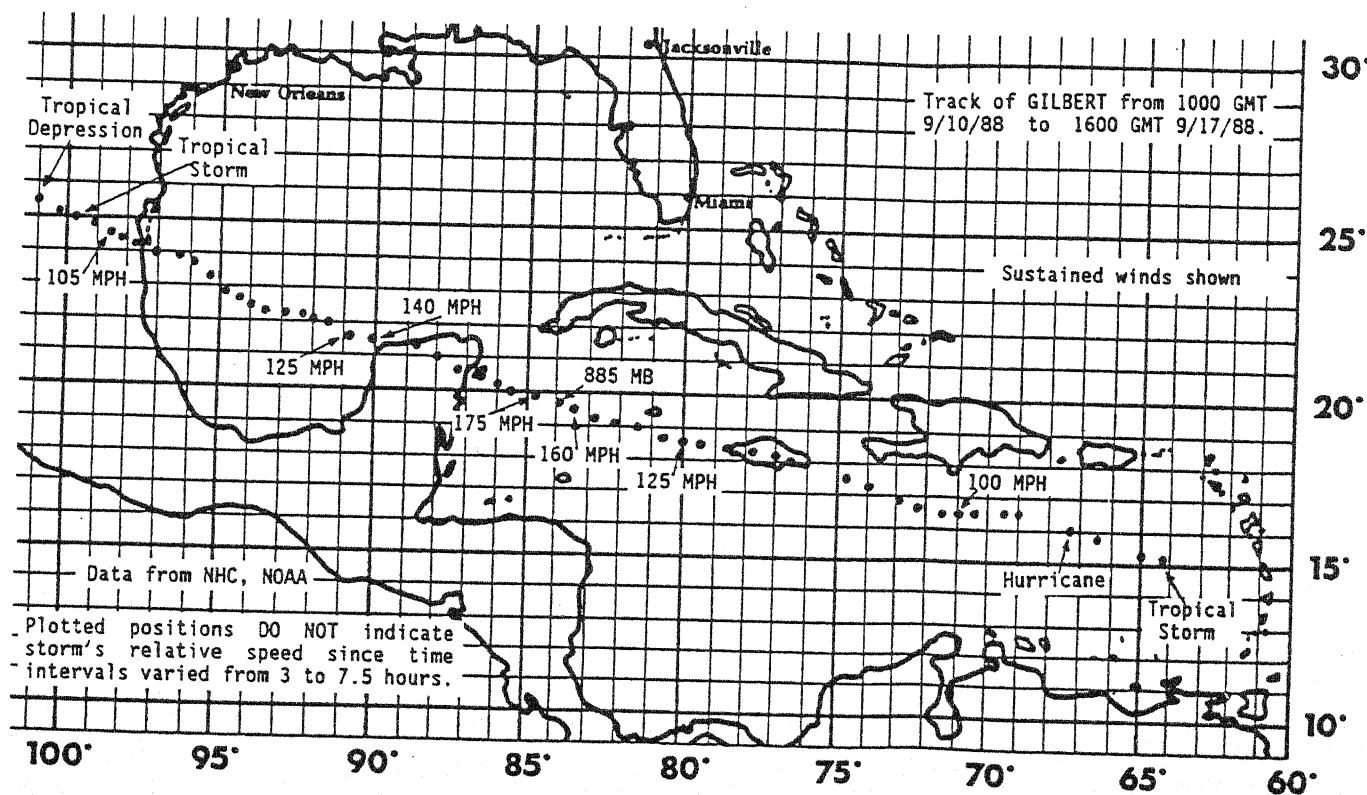 Jacksonville
30°
New Orleans
Tropical
Depression
Tropical
Storm
Track of GILBERT from 1000 GMT
9/10/88 to 1600 GMT 9/17/88.
Miami
25°
105 MPH
Sustained winds shown
140 MPH
125 MPH
885 MB
20°
175 MPH
160 MPH
125 MPH
100 MPH
Hurricane
15°
Tropical
Storm
Data from NHC, NOAA
Plotted positions DO NOT indicate
storm's relative speed since time
intervals varied from 3 to 7.5 hours.
10°
100° 95° 90° 85° 80° 75° 70° 65° 60°